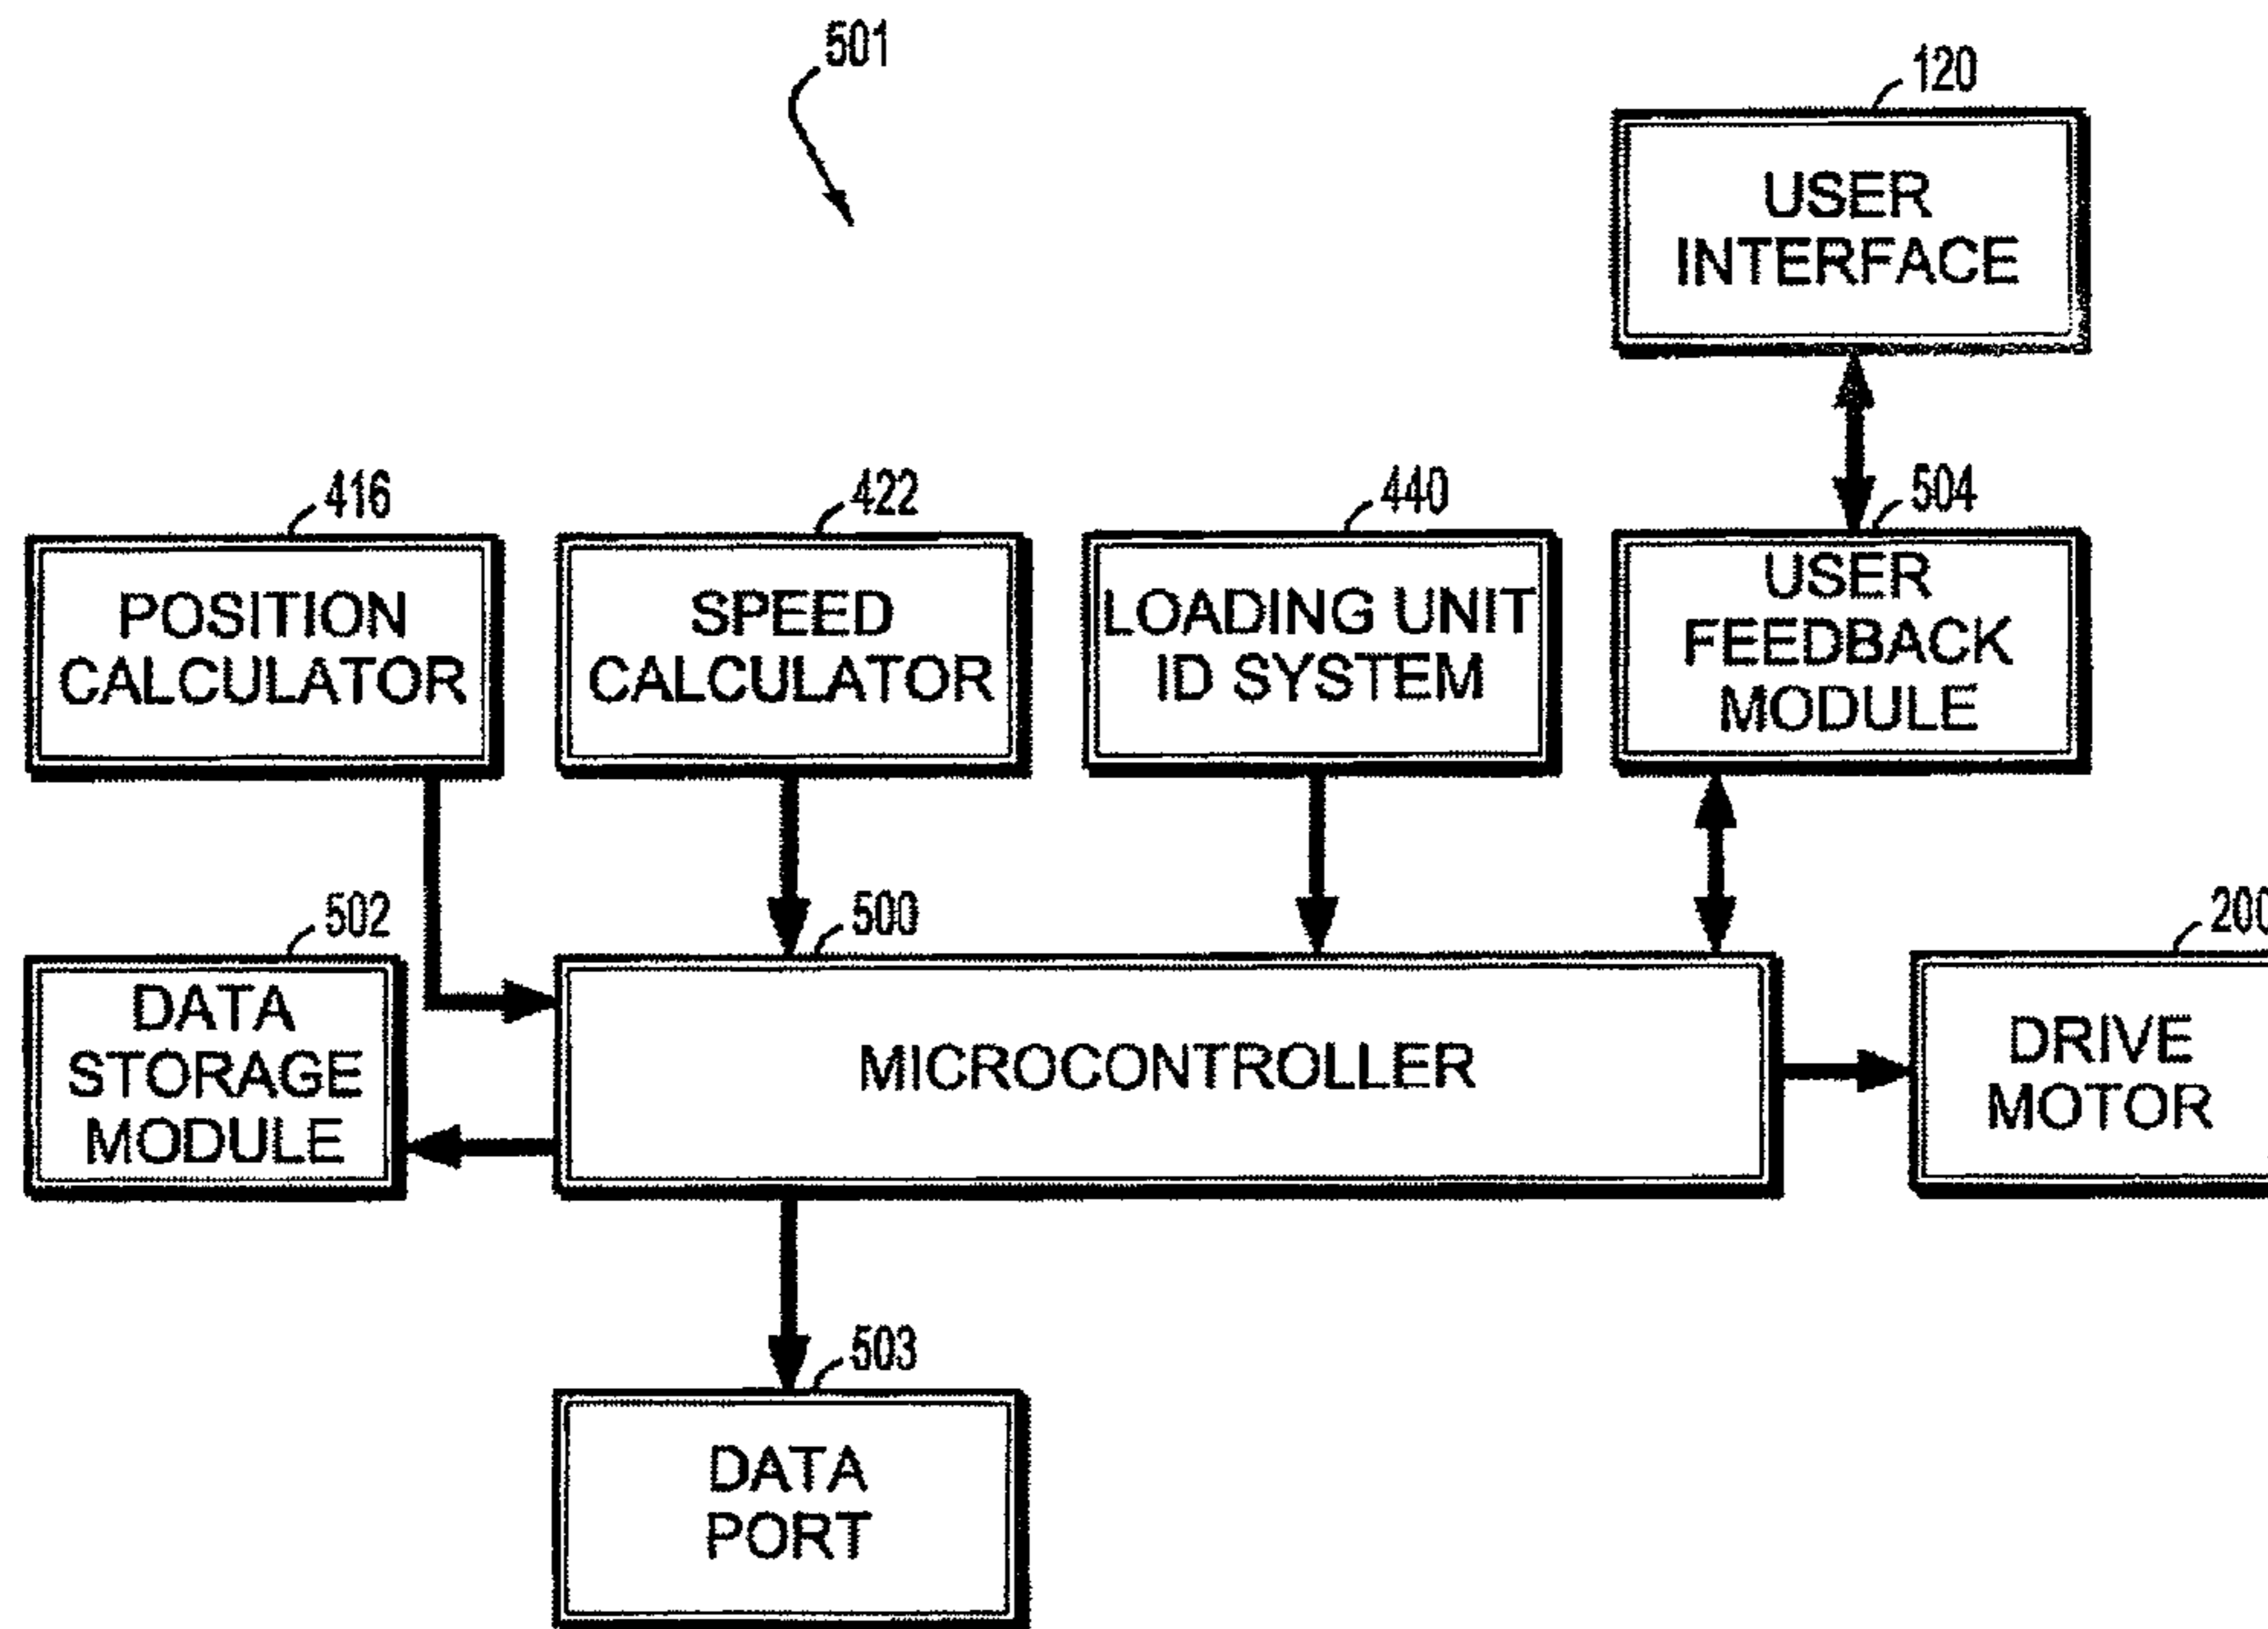 501
120
USER
INTERFACE
416
POSITION
CALCULATOR
422
SPEED
CALCULATOR
440
LOADING UNIT
ID SYSTEM
504
USER
FEEDBACK
MODULE
502
DATA
STORAGE
MODULE
500
MICROCONTROLLER
200
DRIVE
MOTOR
503
DATA
PORT